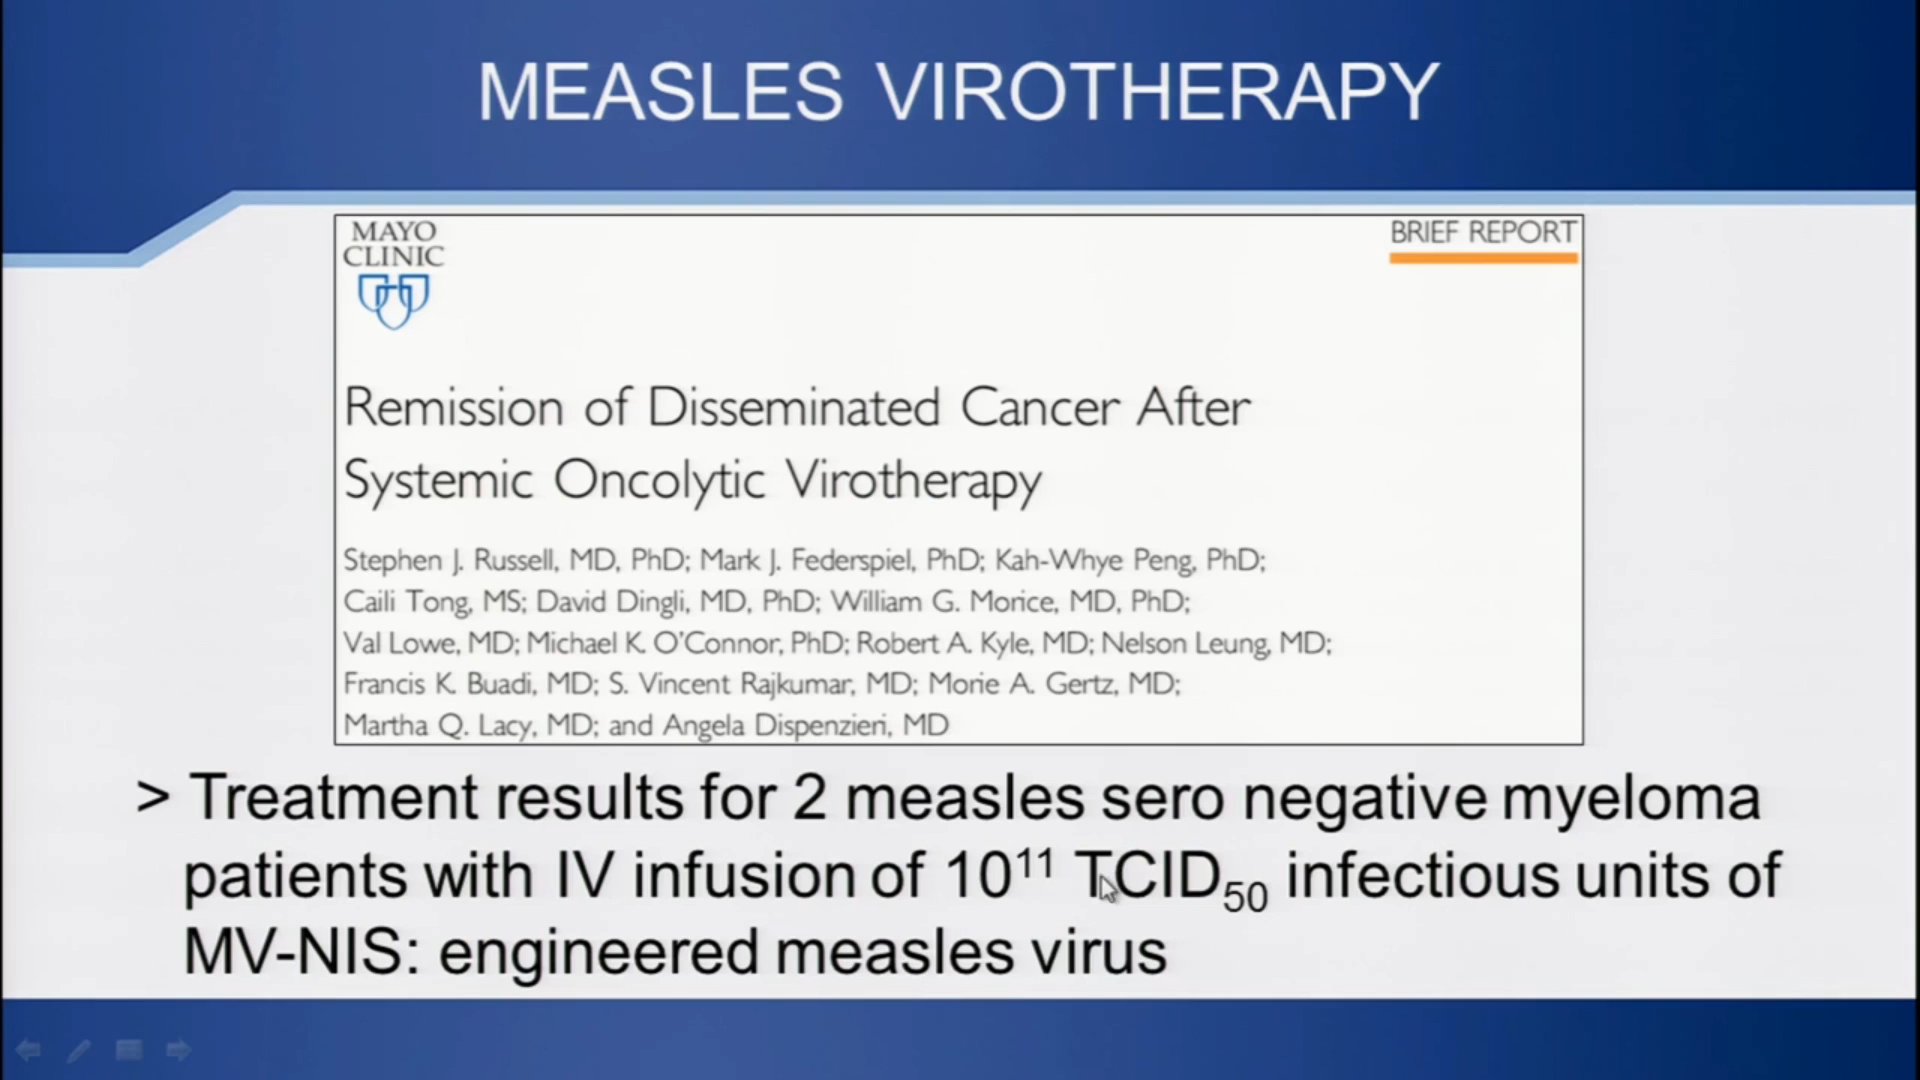 MEASLES VIROTHERAPY
MAYO
CLINIC
BRIEF REPORT
Remission of Disseminated Cancer After
Systemic Oncolytic Virotherapy
Stephen J. Russell, MD, PhD; Mark J. Federspiel, PhD; Kah-Whye Peng, PhD;
Caili Tong, MS; David Dingli, MD, PhD; William G. Morice, MD, PhD;
Val Lowe, MD; Michael K. O'Connor, PhD; Robert A. Kyle, MD; Nelson Leung, MD;
Francis K. Buadi, MD; S. Vincent Rajkumar, MD; Morie A. Gertz, MD;
Martha Q. Lacy, MD; and Angela Dispenzieri, MD
> Treatment results for 2 measles sero negative myeloma
patients with IV infusion of 10¹¹ TCID₅₀ infectious units of
MV-NIS: engineered measles virus